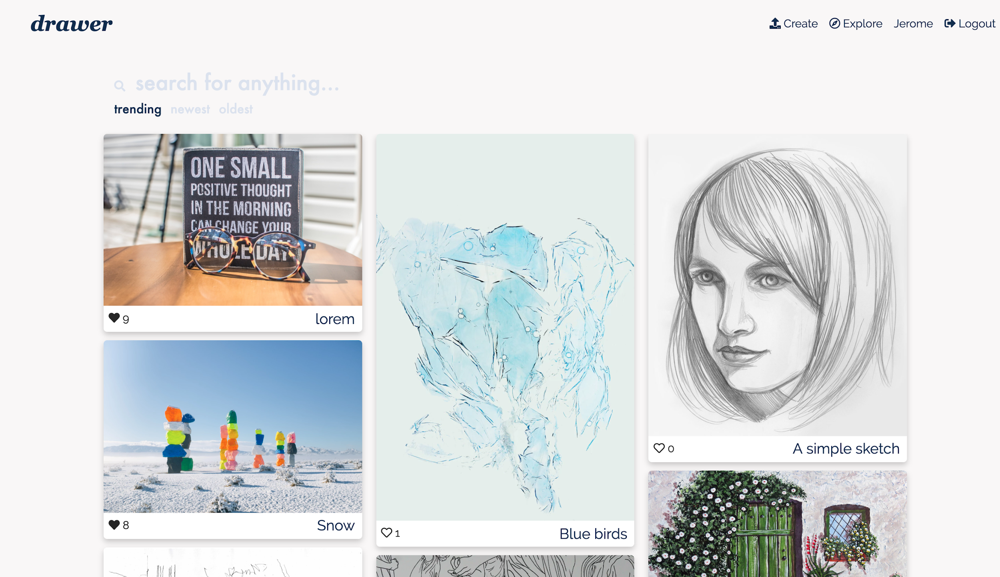 drawer
Create Explore Jerome Logout
search for anything...
trending newest oldest
ONE SMALL
POSITIVE THOUGHT
IN THE MORNING
CAN CHANGE YOUR
WHOLE DAY
9 lorem
8 Snow
1 Blue birds
0 A simple sketch